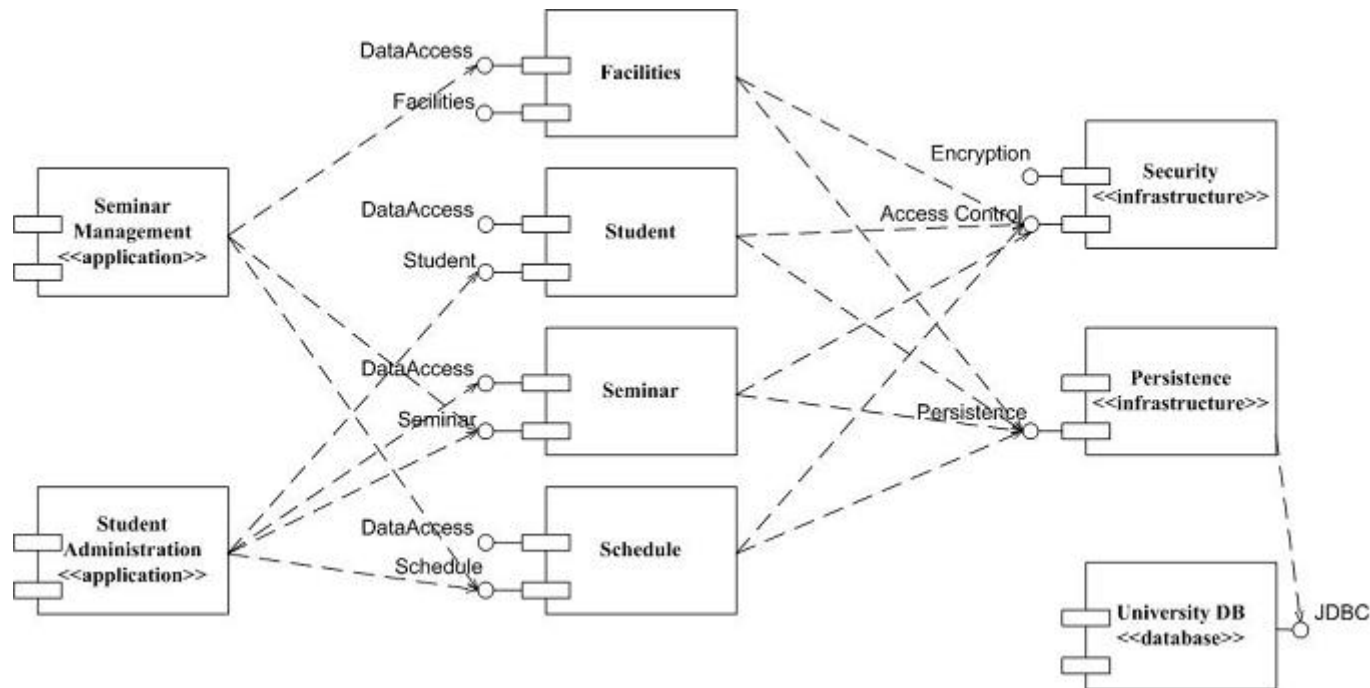 DataAccess
Facilities
Facilities
Encryption
Security
<<infrastructure>>
Access Control
Seminar
Management
<<application>>
DataAccess
Student
Student
DataAccess
Seminar
Seminar
Persistence
Persistence
<<infrastructure>>
Student
Administration
<<application>>
DataAccess
Schedule
Schedule
University DB
<<database>>
JDBC